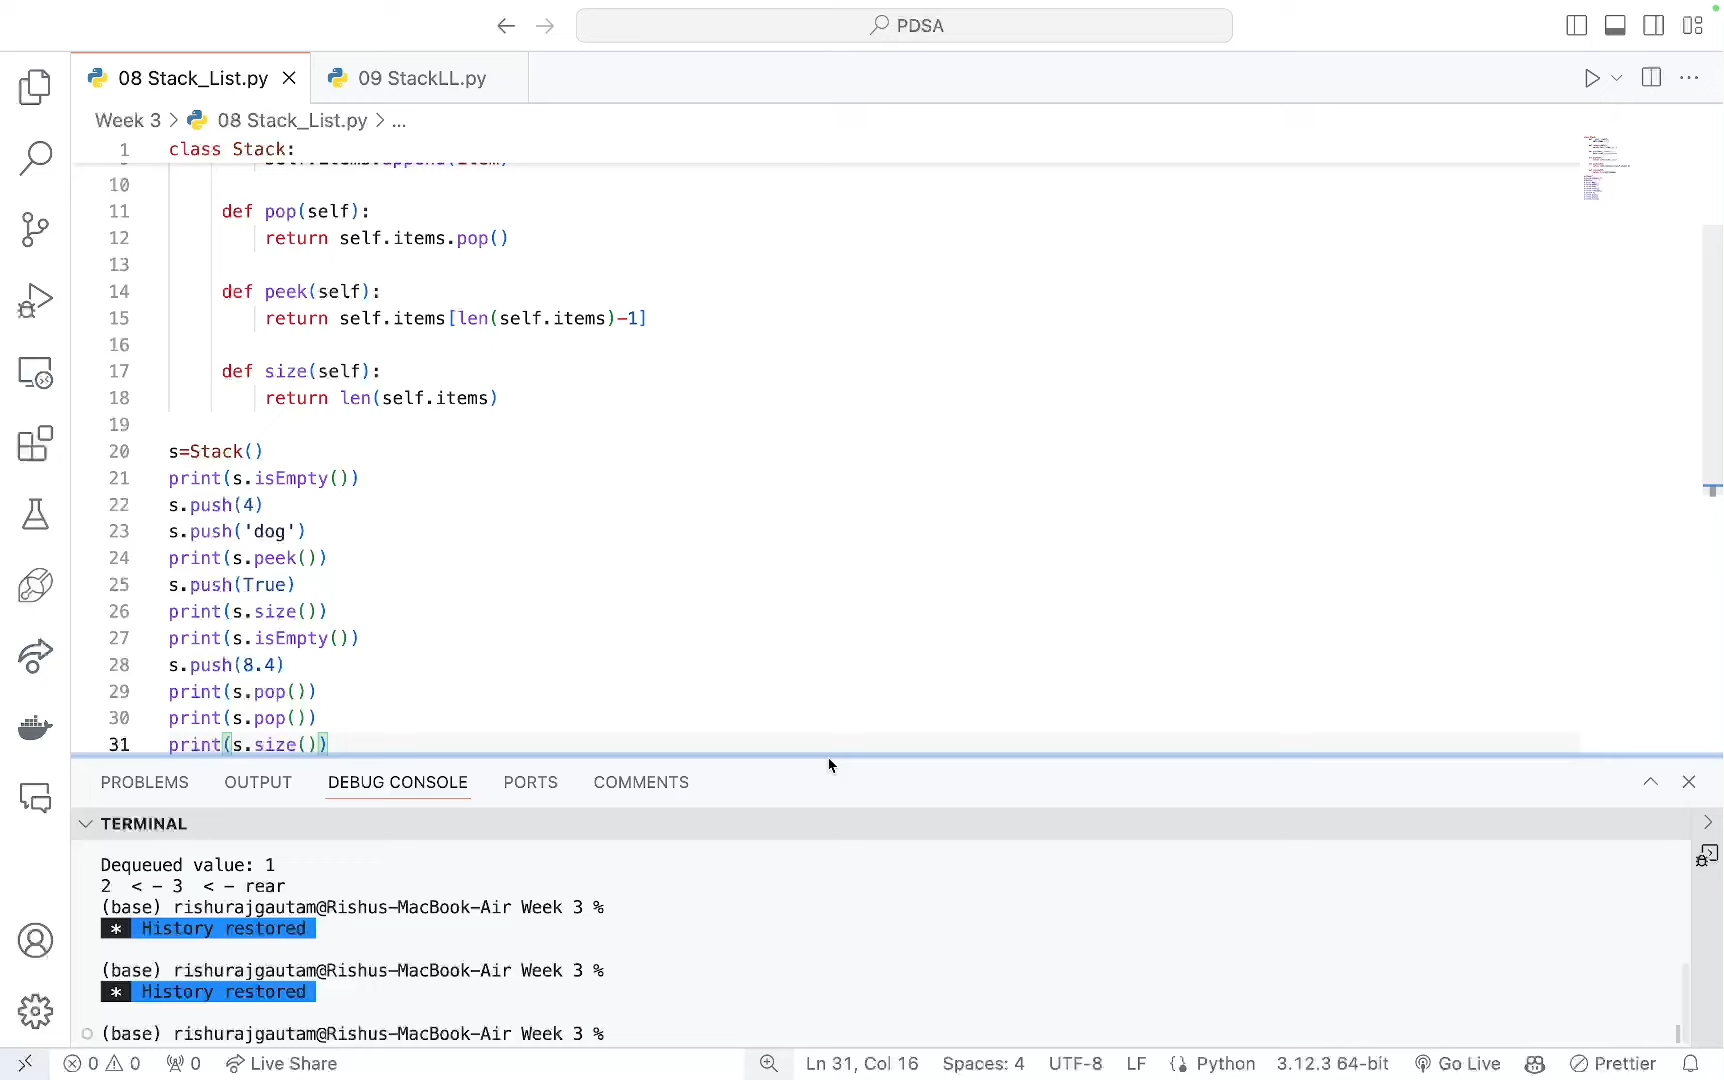 PDSA
08 Stack_List.py
09 StackLL.py
Week 3 > 08 Stack_List.py > ...
1 class Stack:
10
11 def pop(self):
12 return self.items.pop()
13
14 def peek(self):
15 return self.items[len(self.items)-1]
16
17 def size(self):
18 return len(self.items)
19
20 s=Stack()
21 print(s.isEmpty())
22 s.push(4)
23 s.push('dog')
24 print(s.peek())
25 s.push(True)
26 print(s.size())
27 print(s.isEmpty())
28 s.push(8.4)
29 print(s.pop())
30 print(s.pop())
31 print(s.size())
PROBLEMS OUTPUT DEBUG CONSOLE PORTS COMMENTS
TERMINAL
Dequeued value: 1
2 <- 3 <- rear
(base) rishurajgautam@Rishus-MacBook-Air Week 3 %
* History restored
(base) rishurajgautam@Rishus-MacBook-Air Week 3 %
* History restored
(base) rishurajgautam@Rishus-MacBook-Air Week 3 %
0 0 0 Live Share Ln 31, Col 16 Spaces: 4 UTF-8 LF Python 3.12.3 64-bit Go Live Prettier